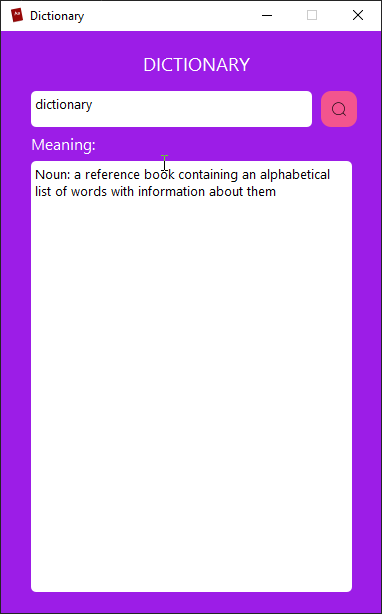 Dictionary
DICTIONARY
dictionary
Meaning:
Noun: a reference book containing an alphabetical
list of words with information about them